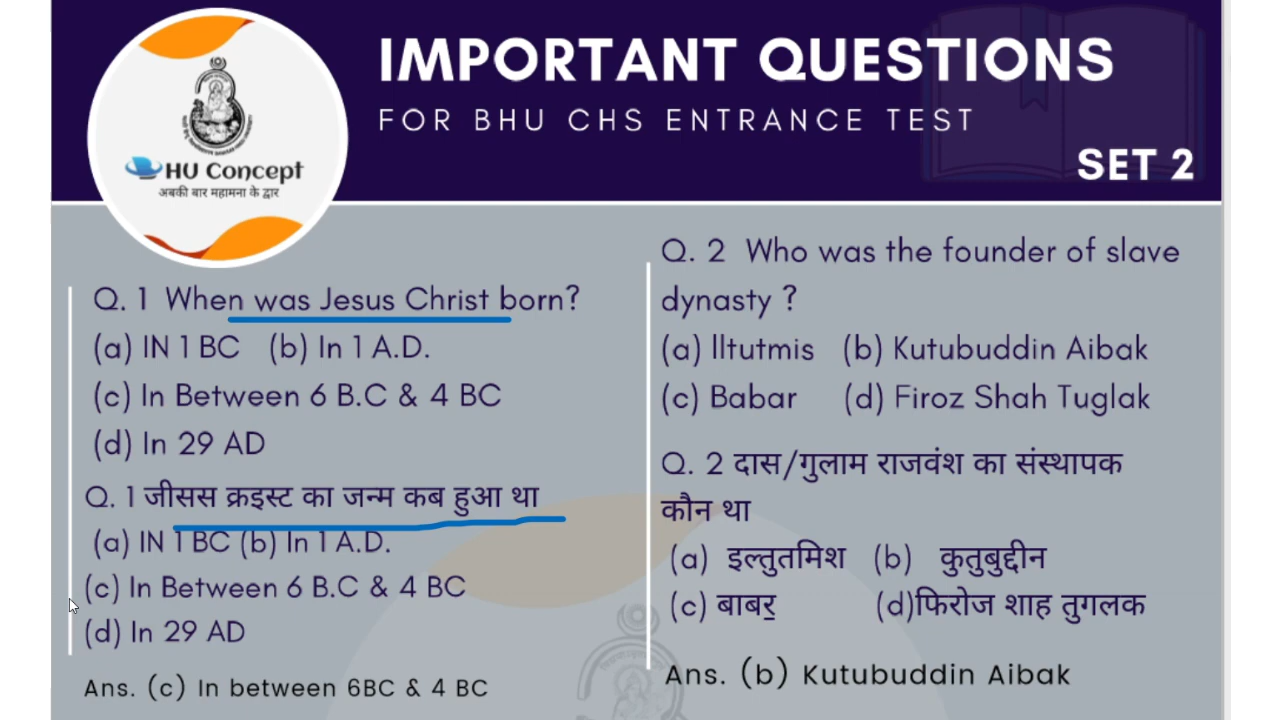 IMPORTANT QUESTIONS
FOR BHU CHS ENTRANCE TEST
SET 2
HU Concept
अबकी बार महामना के द्वार
Q. 1 When was Jesus Christ born?
(a) IN 1 BC (b) In 1 A.D.
(c) In Between 6 B.C & 4 BC
(d) In 29 AD
Q. 1 जीसस क्रइस्ट का जन्म कब हुआ था
(a) IN 1 BC (b) In 1 A.D.
(c) In Between 6 B.C & 4 BC
(d) In 29 AD
Ans. (c) In between 6BC & 4 BC
Q. 2 Who was the founder of slave
dynasty ?
(a) lltutmis (b) Kutubuddin Aibak
(c) Babar (d) Firoz Shah Tuglak
Q. 2 दास/गुलाम राजवंश का संस्थापक
कौन था
(a) इल्तुतमिश (b) कुतुबुद्दीन
(c) बाबर (d)फिरोज शाह तुगलक
Ans. (b) Kutubuddin Aibak